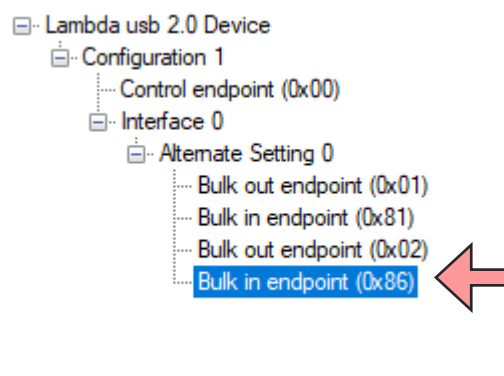 Lambda usb 2.0 Device
Configuration 1
Control endpoint (0x00)
Interface 0
Alternate Setting 0
Bulk out endpoint (0x01)
Bulk in endpoint (0x81)
Bulk out endpoint (0x02)
Bulk in endpoint (0x86)